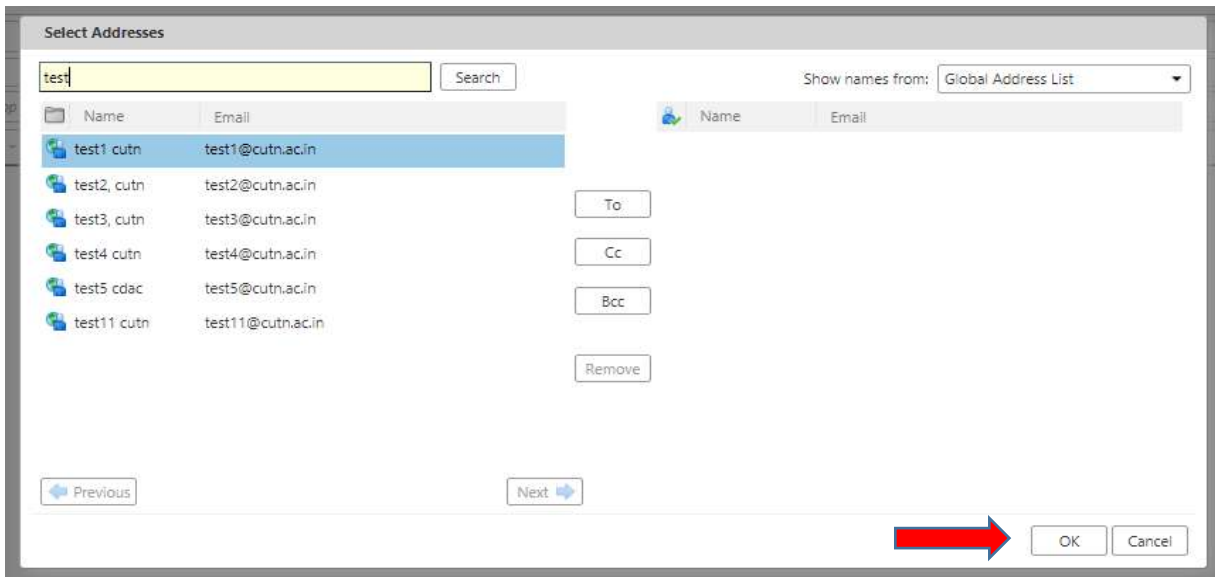 Select Addresses
test Search Show names from: Global Address List
Name Email Name Email
test1 cutn test1@cutn.ac.in
test2, cutn test2@cutn.ac.in
test3, cutn test3@cutn.ac.in
test4 cutn test4@cutn.ac.in
test5 cdac test5@cutn.ac.in
test11 cutn test11@cutn.ac.in
To
Cc
Bcc
Remove
Previous Next
OK Cancel